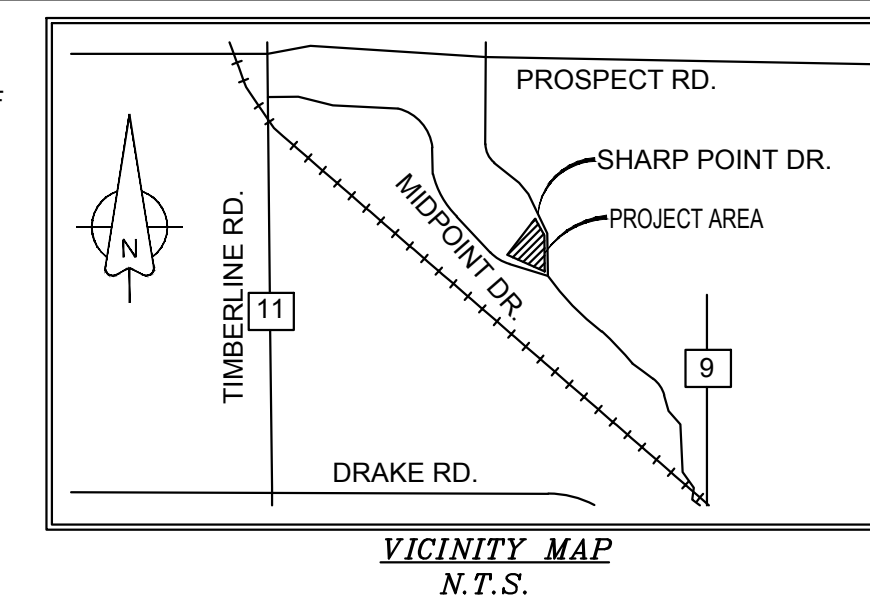 PROSPECT RD.
SHARP POINT DR.
PROJECT AREA
MIDPOINT DR.
N
TIMBERLINE RD.
11
9
DRAKE RD.
VICINITY MAP
N.T.S.